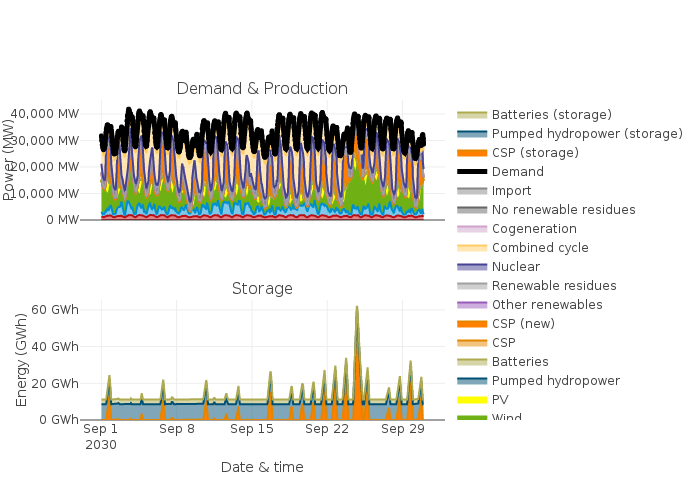 Demand & Production
Power (MW)
40,000 MW
30,000 MW
20,000 MW
10,000 MW
0 MW
Storage
Energy (GWh)
60 GWh
40 GWh
20 GWh
0 GWh
Sep 1
2030
Sep 8
Sep 15
Sep 22
Sep 29
Date & time
Batteries (storage)
Pumped hydropower (storage)
CSP (storage)
Demand
Import
No renewable residues
Cogeneration
Combined cycle
Nuclear
Renewable residues
Other renewables
CSP (new)
CSP
Batteries
Pumped hydropower
PV
Wind